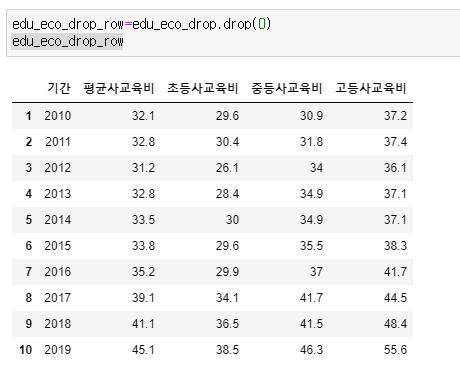 edu_eco_drop_row=edu_eco_drop.drop(0)
edu_eco_drop_row
기간 평균사교육비 초등사교육비 중등사교육비 고등사교육비
1 2010 32.1 29.6 30.9 37.2
2 2011 32.8 30.4 31.8 37.4
3 2012 31.2 26.1 34 36.1
4 2013 32.8 28.4 34.9 37.1
5 2014 33.5 30 34.9 37.1
6 2015 33.8 29.6 35.5 38.3
7 2016 35.2 29.9 37 41.7
8 2017 39.1 34.1 41.7 44.5
9 2018 41.1 36.5 41.5 48.4
10 2019 45.1 38.5 46.3 55.6